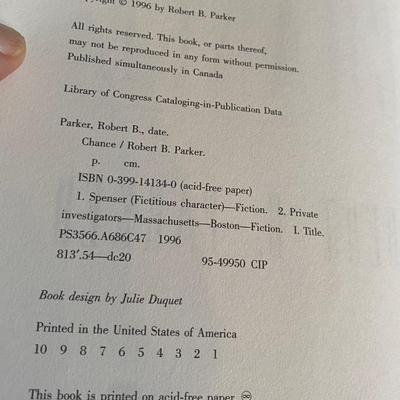 © 1996 by Robert B. Parker
All rights reserved. This book, or parts thereof,
may not be reproduced in any form without permission.
Published simultaneously in Canada
Library of Congress Cataloging-in-Publication Data
Parker, Robert B., date.
Chance / Robert B. Parker.
p. cm.
ISBN 0-399-14134-0 (acid-free paper)
1. Spenser (Fictitious character)—Fiction. 2. Private
investigators—Massachusetts—Boston—Fiction. I. Title.
PS3566.A686C47 1996
813'.54—dc20 95-49950 CIP
Book design by Julie Duquet
Printed in the United States of America
10 9 8 7 6 5 4 3 2 1
This book is printed on acid-free paper. ♾